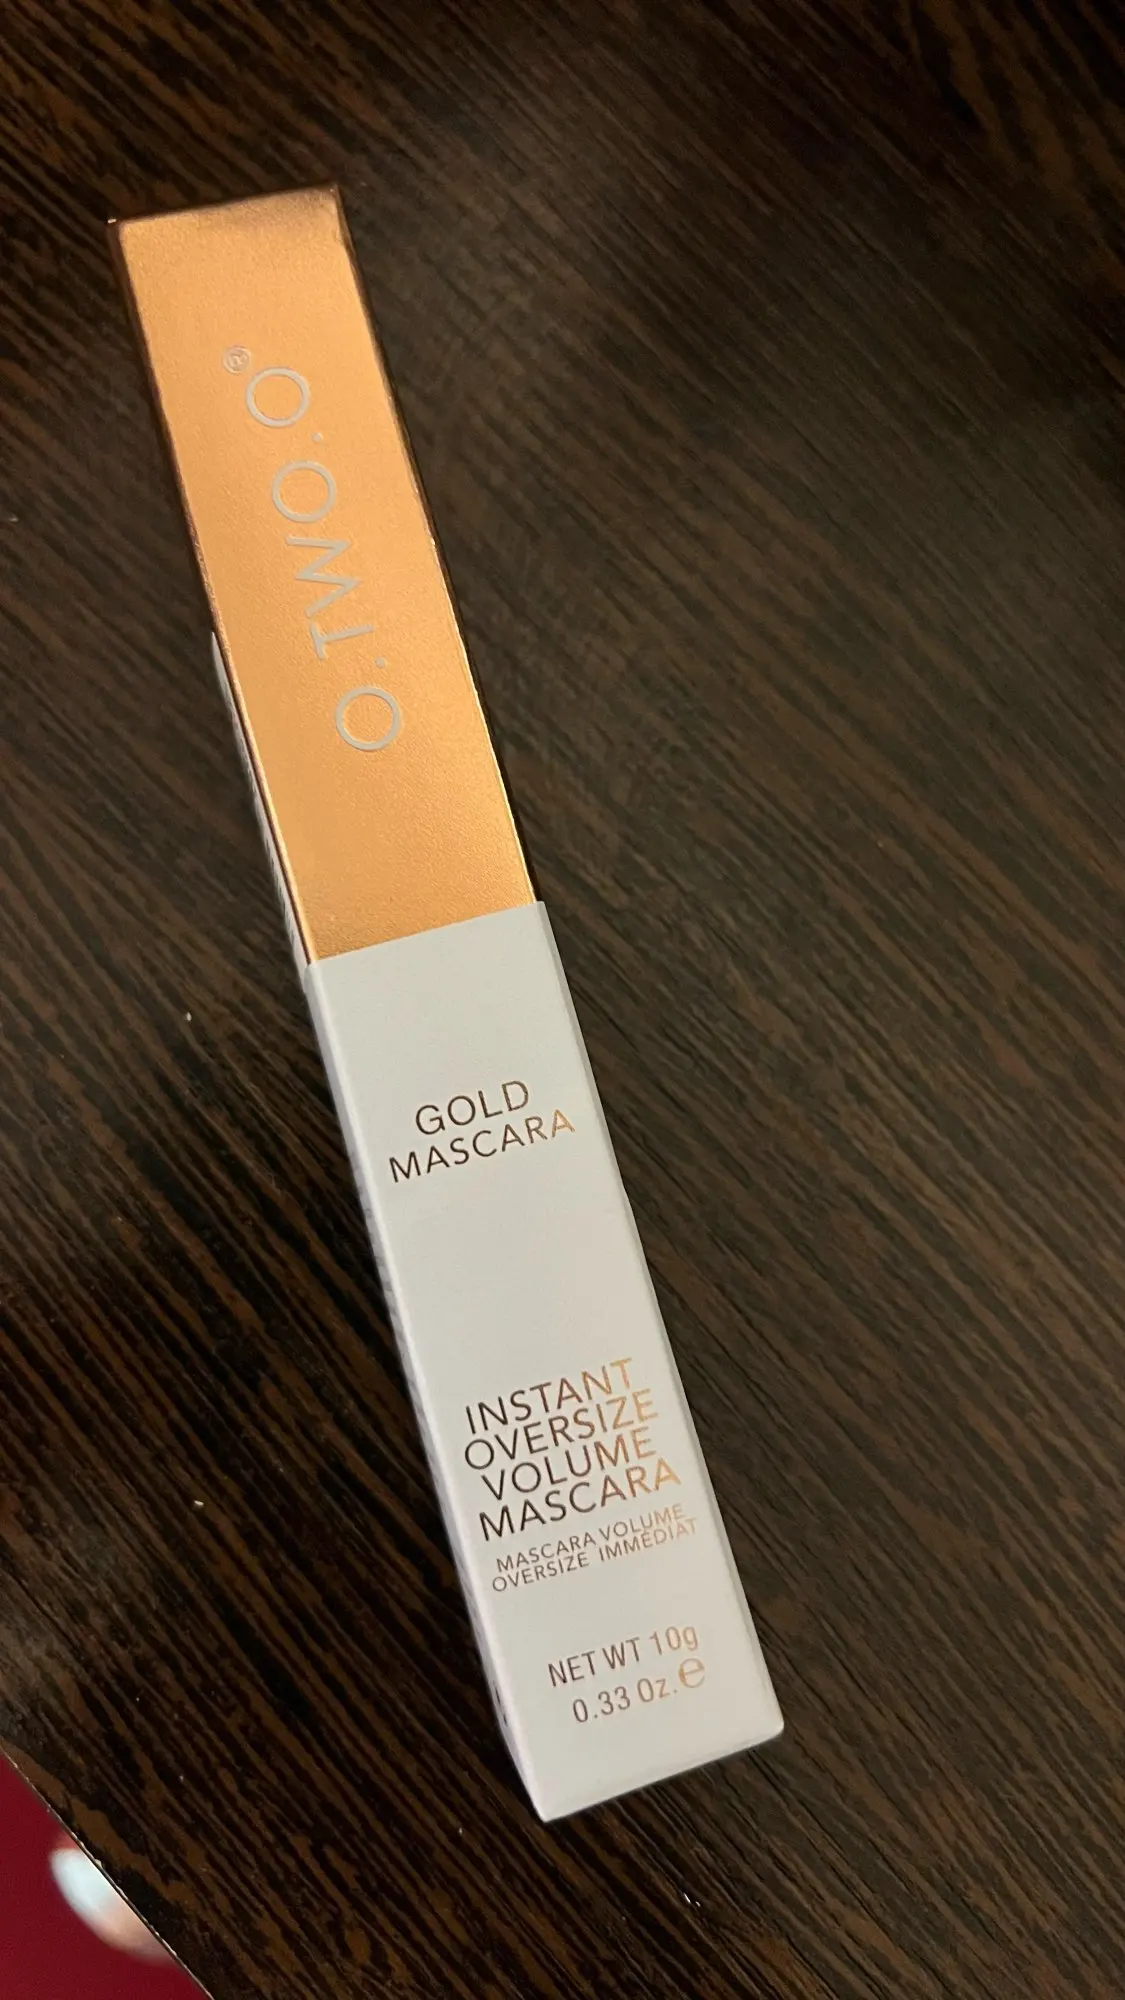 O.TWO.O®
GOLD
MASCARA
INSTANT
OVERSIZE
VOLUME
MASCARA
MASCARA VOLUME
OVERSIZE IMMÉDIAT
NET WT 10g
0.33 Oz. ℮